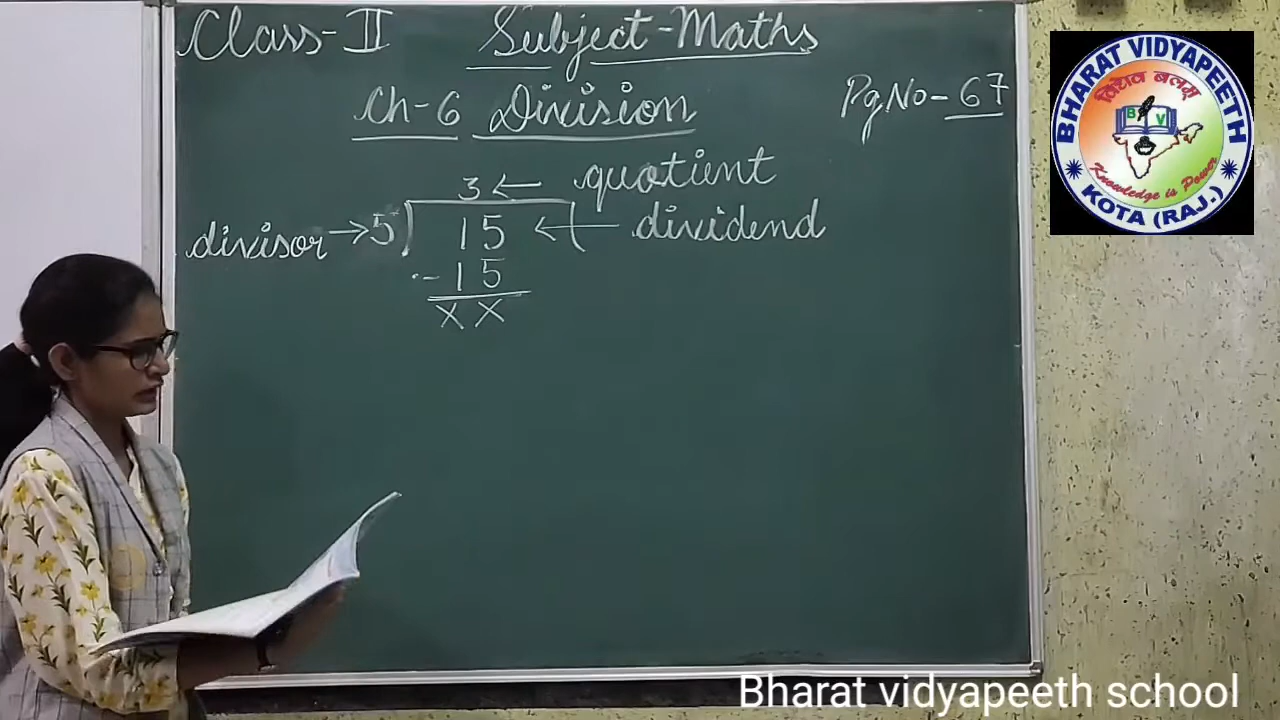 Class-II Subject-Maths
Ch-6 Division
Pg No-67
3 ← quotient
divisor → 5) 15 ← dividend
-15
x x
BHARAT VIDYAPEETH
विद्यैव बलम्
B V
Knowledge is Power
KOTA (RAJ.)
Bharat vidyapeeth school